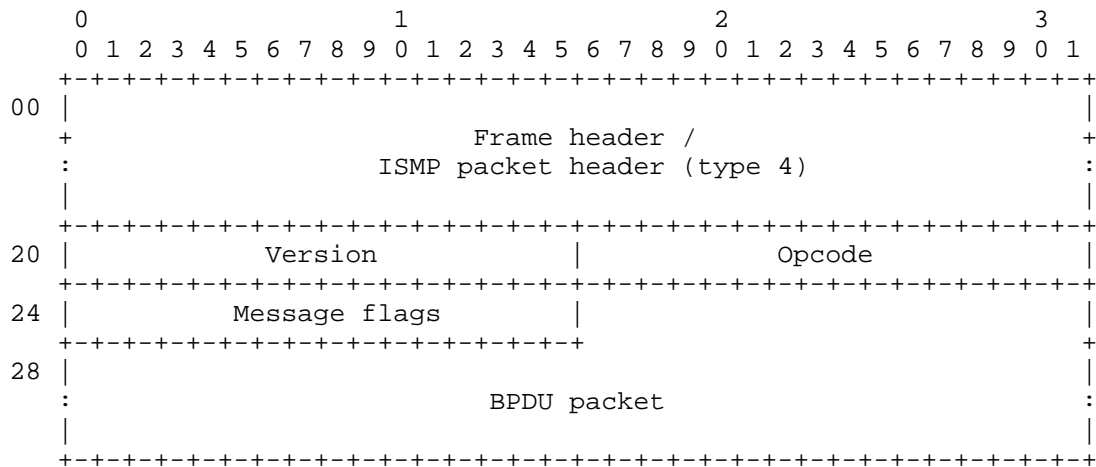 0                   1                   2                   3
 0 1 2 3 4 5 6 7 8 9 0 1 2 3 4 5 6 7 8 9 0 1 2 3 4 5 6 7 8 9 0 1
   +-+-+-+-+-+-+-+-+-+-+-+-+-+-+-+-+-+-+-+-+-+-+-+-+-+-+-+-+-+-+-+-+
00 |                                                               |
   +                         Frame header /                        +
   :                   ISMP packet header (type 4)                 :
   |                                                               |
   +-+-+-+-+-+-+-+-+-+-+-+-+-+-+-+-+-+-+-+-+-+-+-+-+-+-+-+-+-+-+-+-+
20 |            Version            |            Opcode             |
   +-+-+-+-+-+-+-+-+-+-+-+-+-+-+-+-+-+-+-+-+-+-+-+-+-+-+-+-+-+-+-+-+
24 |          Message flags        |                               |
   +-+-+-+-+-+-+-+-+-+-+-+-+-+-+-+-+                               +
28 |                                                               |
   :                          BPDU packet                          :
   |                                                               |
   +-+-+-+-+-+-+-+-+-+-+-+-+-+-+-+-+-+-+-+-+-+-+-+-+-+-+-+-+-+-+-+-+